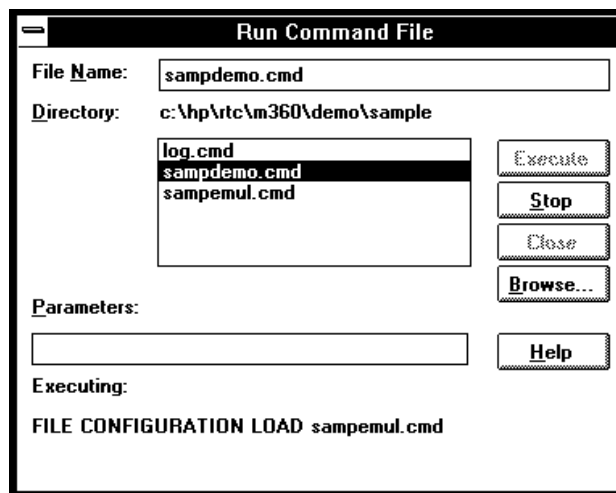 Run Command File
File Name: sampdemo.cmd
Directory: c:\hp\rtc\m360\demo\sample
log.cmd
sampdemo.cmd
sampemul.cmd
Execute
Stop
Close
Browse...
Parameters:
Help
Executing:
FILE CONFIGURATION LOAD sampemul.cmd